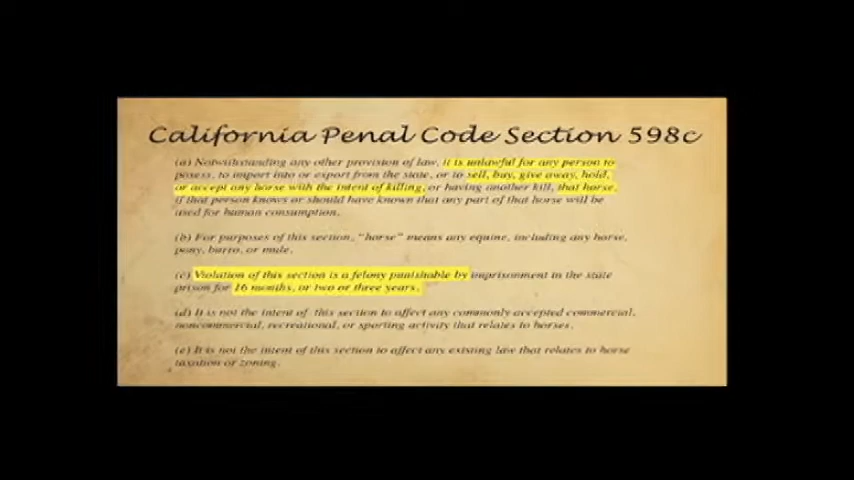 California Penal Code Section 598c
(a) Notwithstanding any other provision of law, it is unlawful for any person to
possess, to import into or export from the state, or to sell, buy, give away, hold,
or accept any horse with the intent of killing, or having another kill, that horse,
if that person knows or should have known that any part of that horse will be
used for human consumption.
(b) For purposes of this section, "horse" means any equine, including any horse,
pony, burro, or mule.
(c) Violation of this section is a felony punishable by imprisonment in the state
prison for 16 months, or two or three years.
(d) It is not the intent of this section to affect any commonly accepted commercial,
noncommercial, recreational, or sporting activity that relates to horses.
(e) It is not the intent of this section to affect any existing law that relates to horse
taxation or zoning.